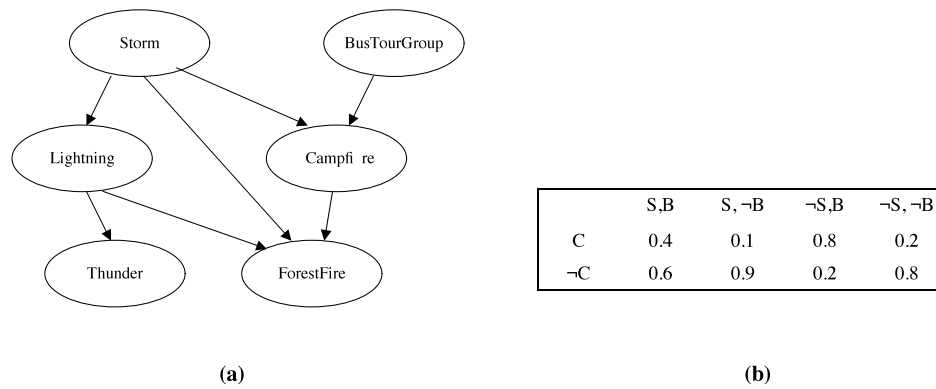 Storm
BusTourGroup
Lightning
Campfi re
Thunder
ForestFire
S,B S, ¬B ¬S,B ¬S, ¬B
C 0.4 0.1 0.8 0.2
¬C 0.6 0.9 0.2 0.8
(a)
(b)